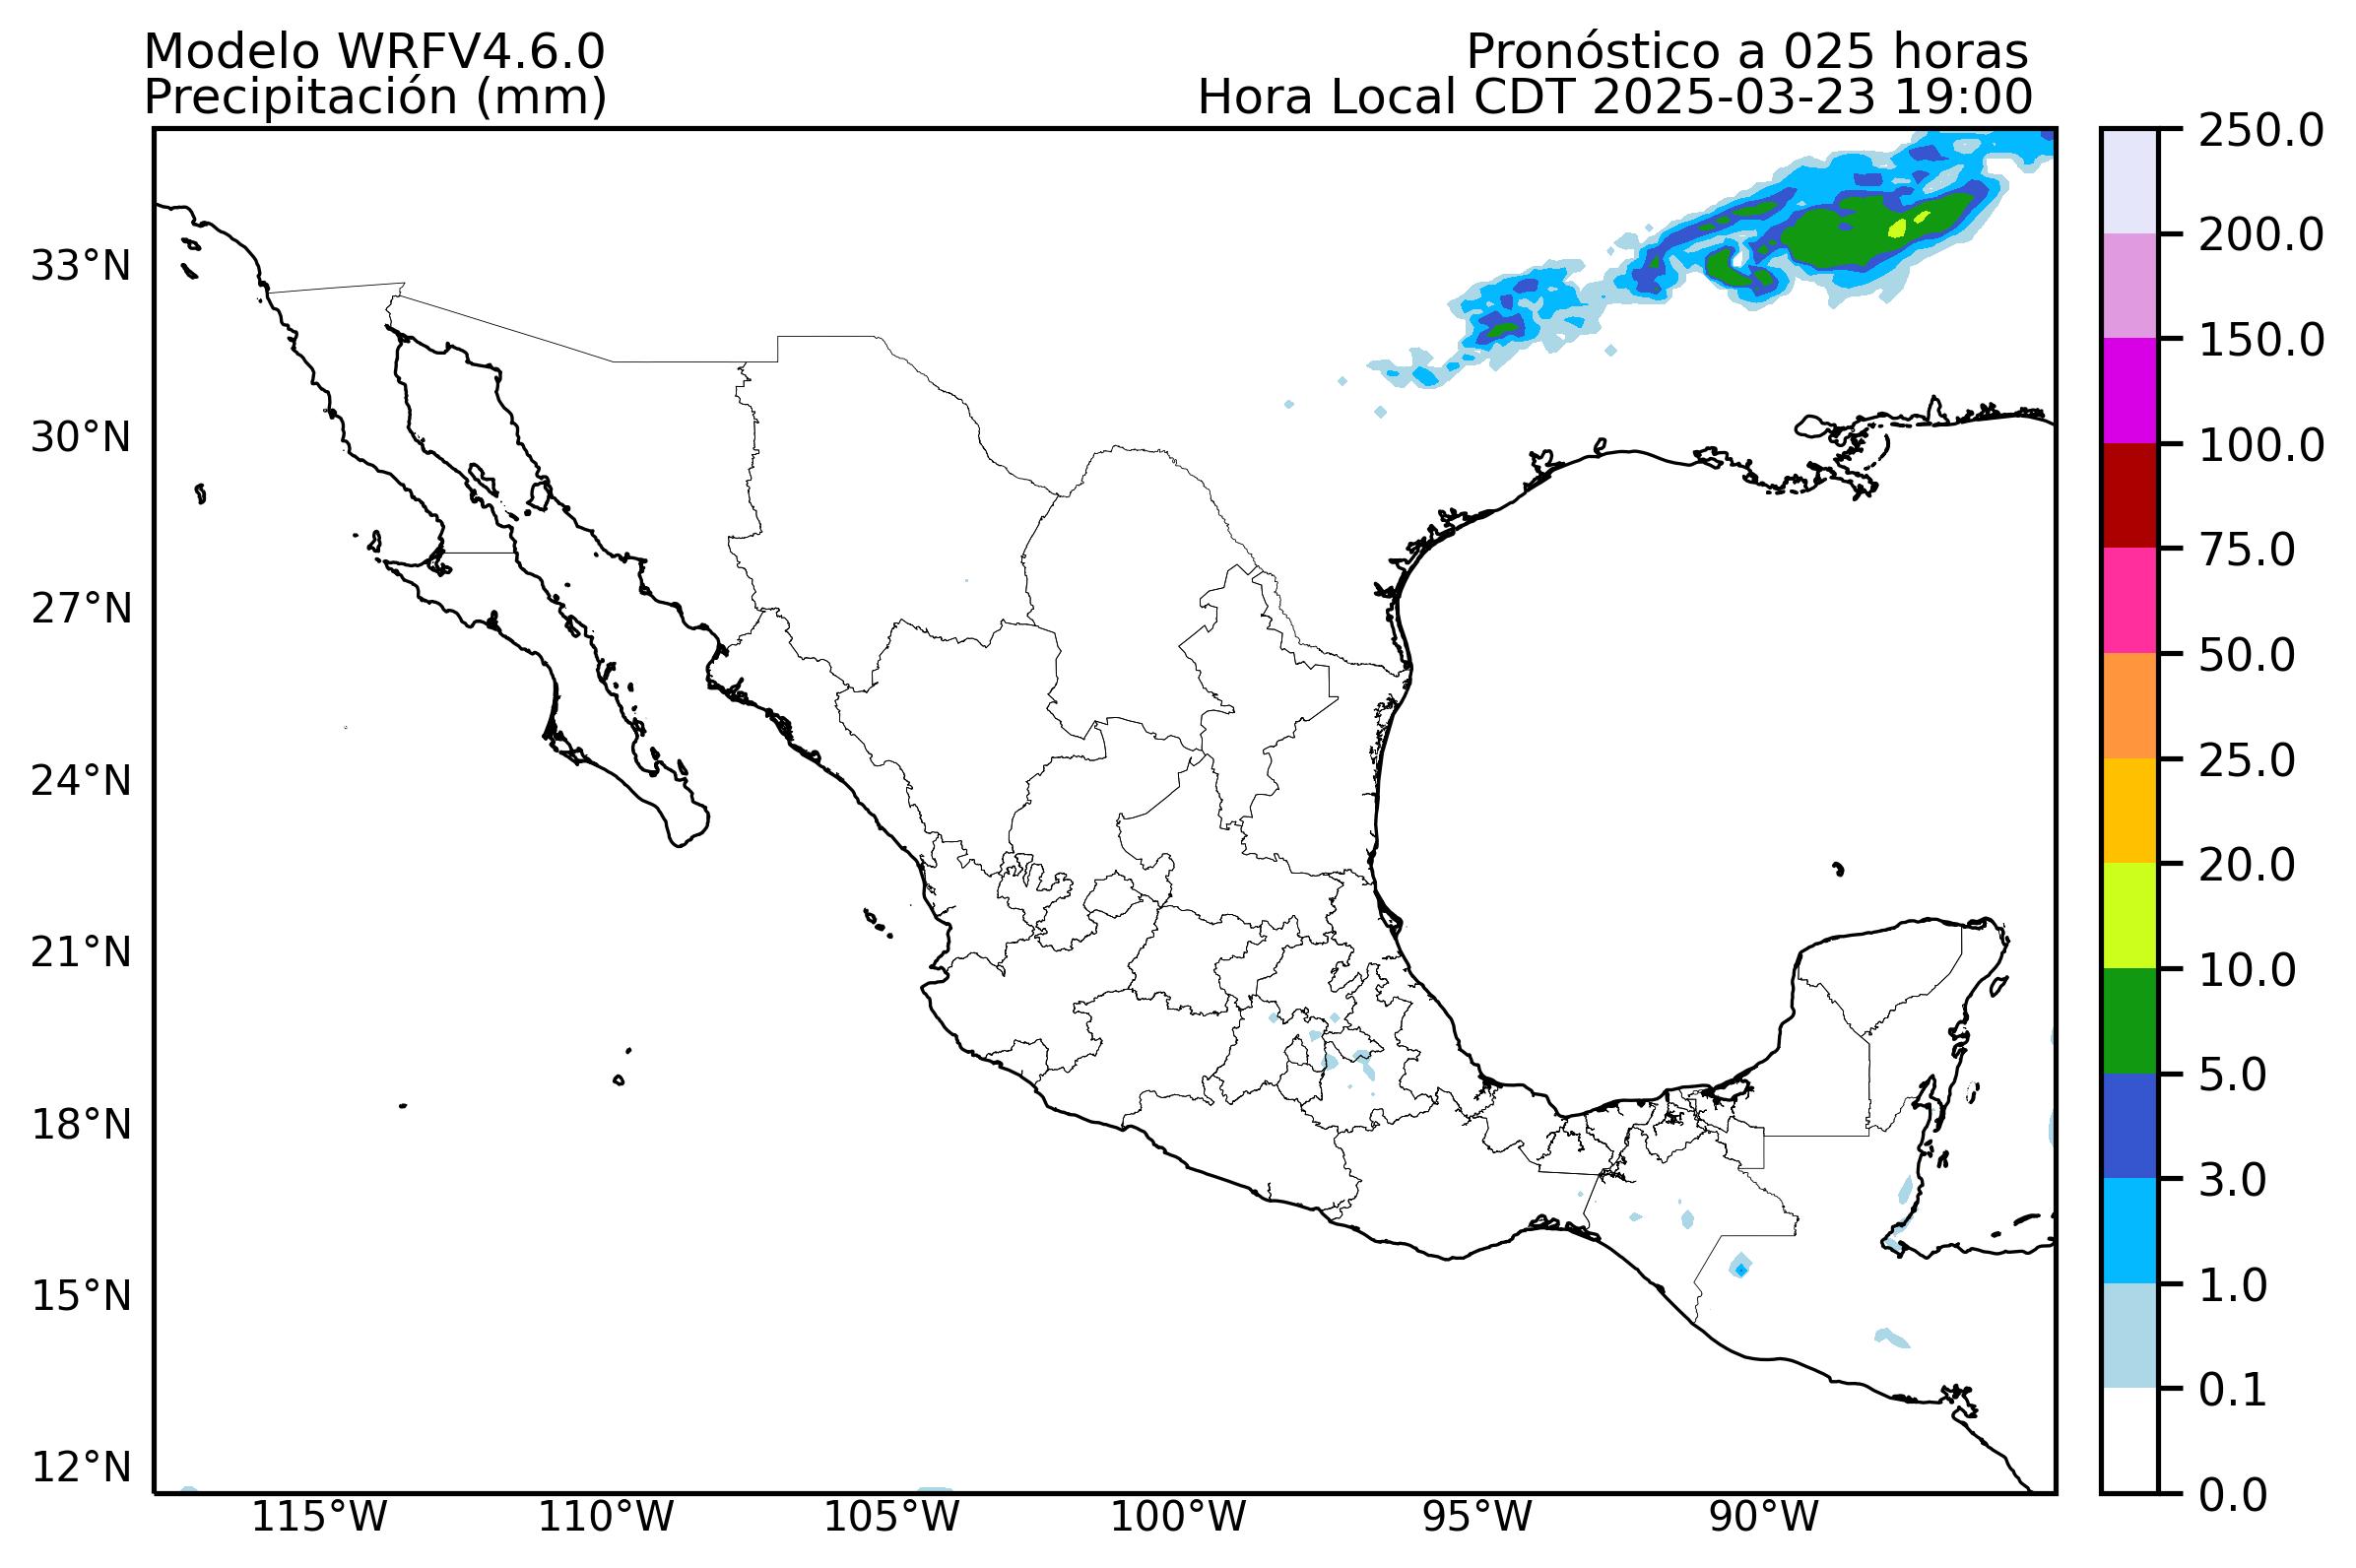 Modelo WRFV4.6.0
Precipitación (mm)
Pronóstico a 025 horas
Hora Local CDT 2025-03-23 19:00
33°N
30°N
27°N
24°N
21°N
18°N
15°N
12°N
115°W
110°W
105°W
100°W
95°W
90°W
250.0
200.0
150.0
100.0
75.0
50.0
25.0
20.0
10.0
5.0
3.0
1.0
0.1
0.0